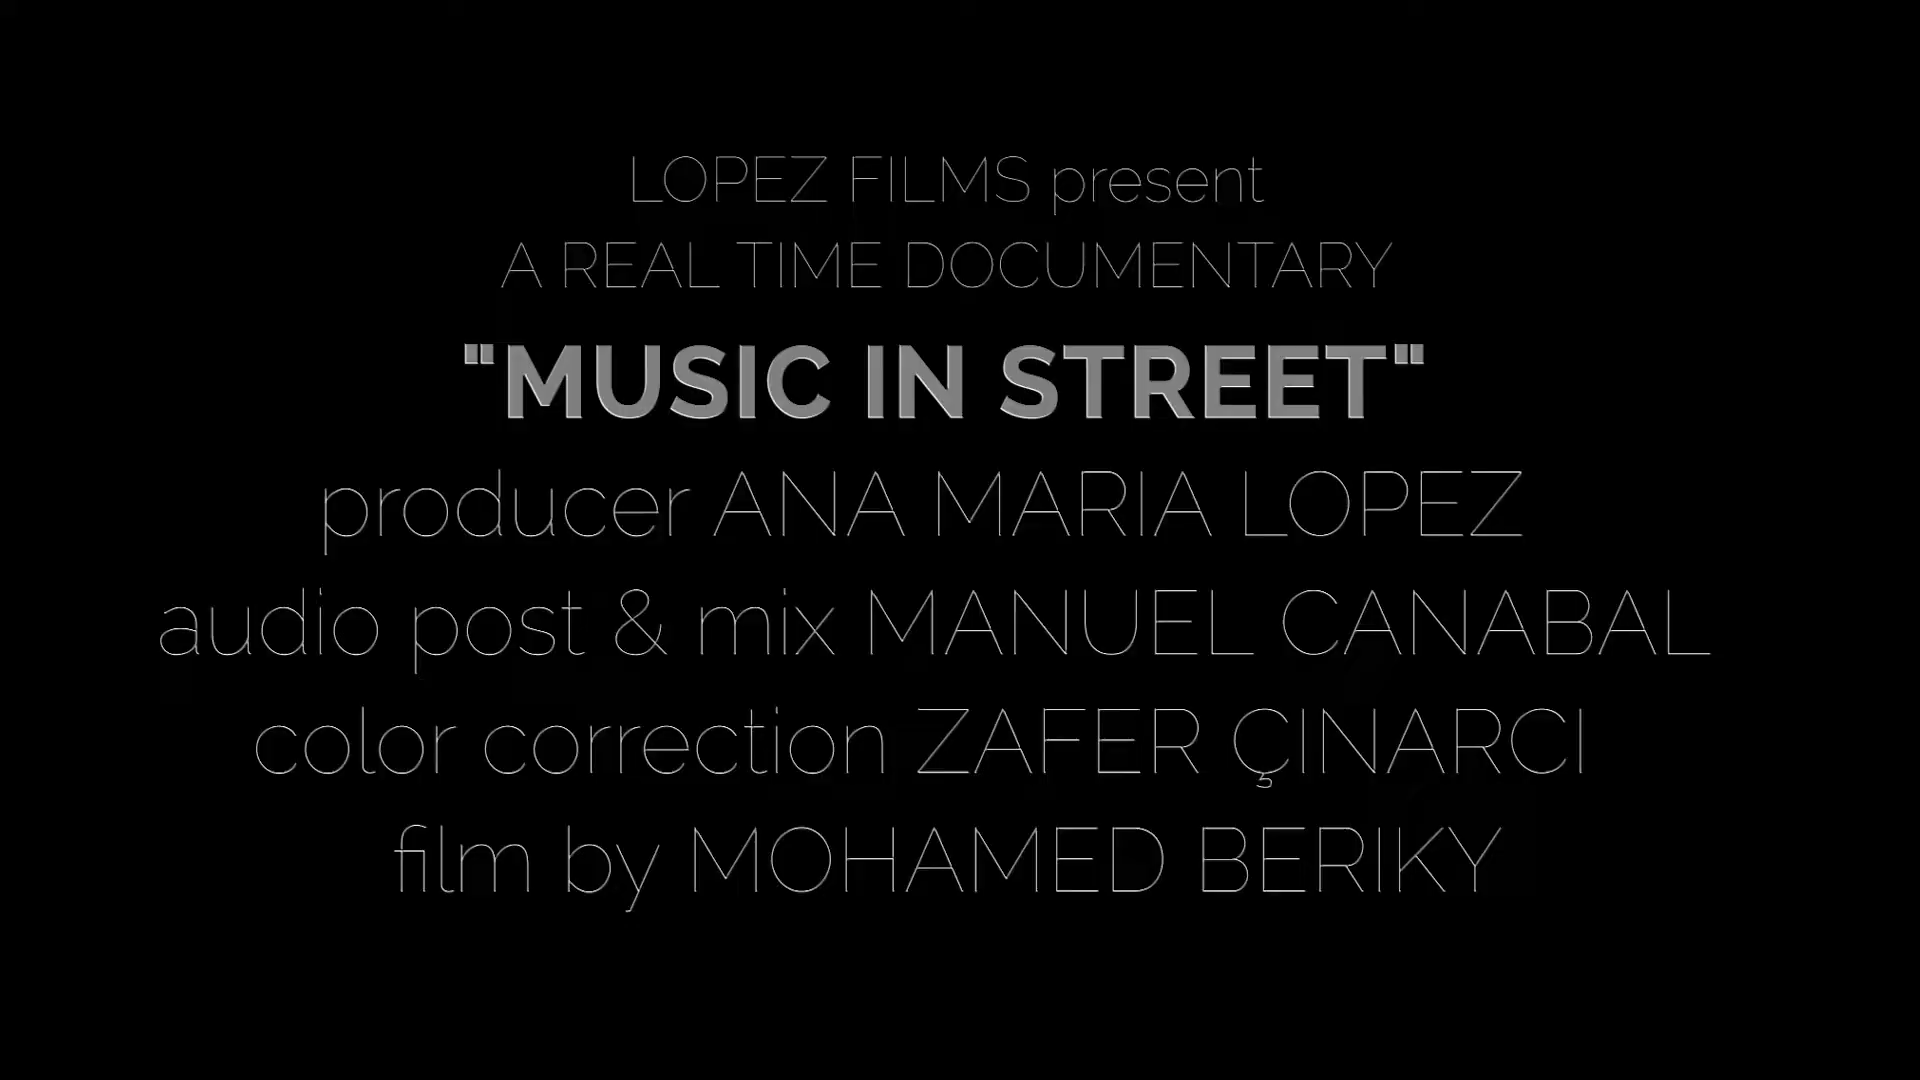 LOPEZ FILMS present
A REAL TIME DOCUMENTARY
"MUSIC IN STREET"
producer ANA MARIA LOPEZ
audio post & mix MANUEL CANABAL
color correction ZAFER ÇINARCI
film by MOHAMED BERIKY